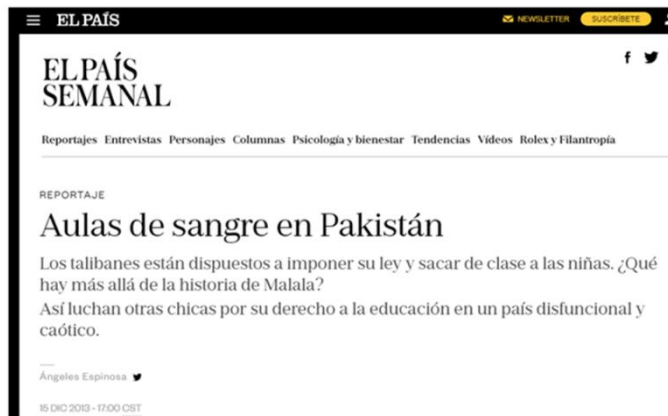 EL PAÍS
NEWSLETTER
SUSCRÍBETE
EL PAÍS
SEMANAL
Reportajes Entrevistas Personajes Columnas Psicología y bienestar Tendencias Vídeos Rolex y Filantropía
REPORTAJE
Aulas de sangre en Pakistán
Los talibanes están dispuestos a imponer su ley y sacar de clase a las niñas. ¿Qué
hay más allá de la historia de Malala?
Así luchan otras chicas por su derecho a la educación en un país disfuncional y
caótico.
Ángeles Espinosa
15 DIC 2013 - 17:00 CST